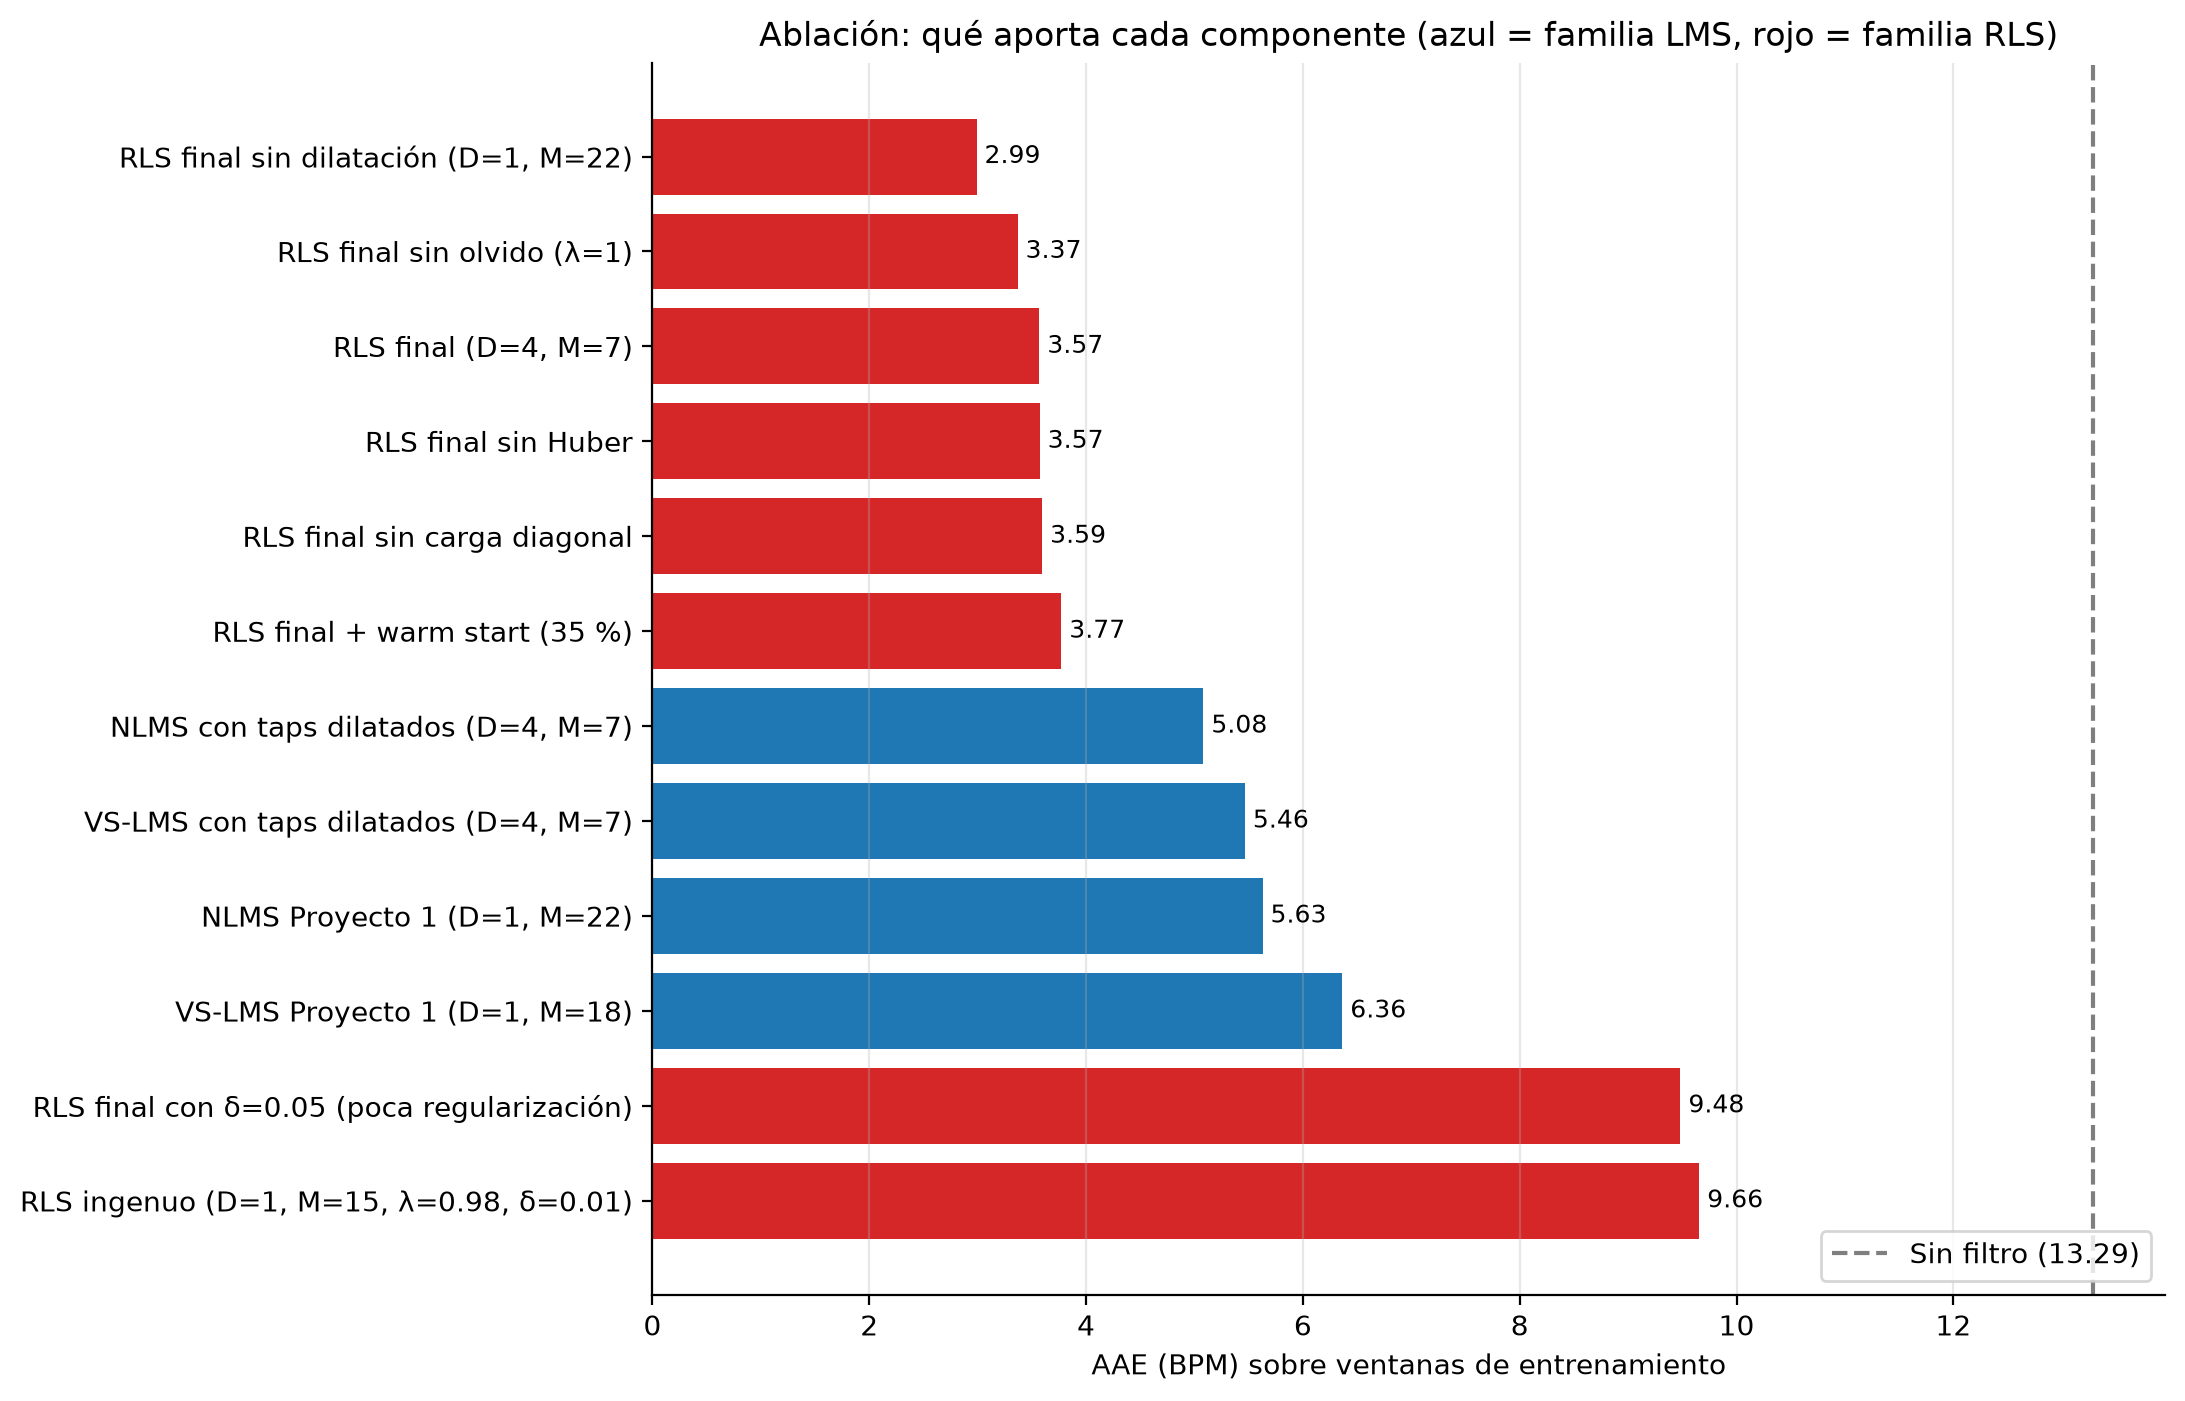 Ablación: qué aporta cada componente (azul = familia LMS, rojo = familia RLS)
RLS final sin dilatación (D=1, M=22)
2.99
RLS final sin olvido (λ=1)
3.37
RLS final (D=4, M=7)
3.57
RLS final sin Huber
3.57
RLS final sin carga diagonal
3.59
RLS final + warm start (35 %)
3.77
NLMS con taps dilatados (D=4, M=7)
5.08
VS-LMS con taps dilatados (D=4, M=7)
5.46
NLMS Proyecto 1 (D=1, M=22)
5.63
VS-LMS Proyecto 1 (D=1, M=18)
6.36
RLS final con δ=0.05 (poca regularización)
9.48
RLS ingenuo (D=1, M=15, λ=0.98, δ=0.01)
9.66
Sin filtro (13.29)
0 2 4 6 8 10 12
AAE (BPM) sobre ventanas de entrenamiento